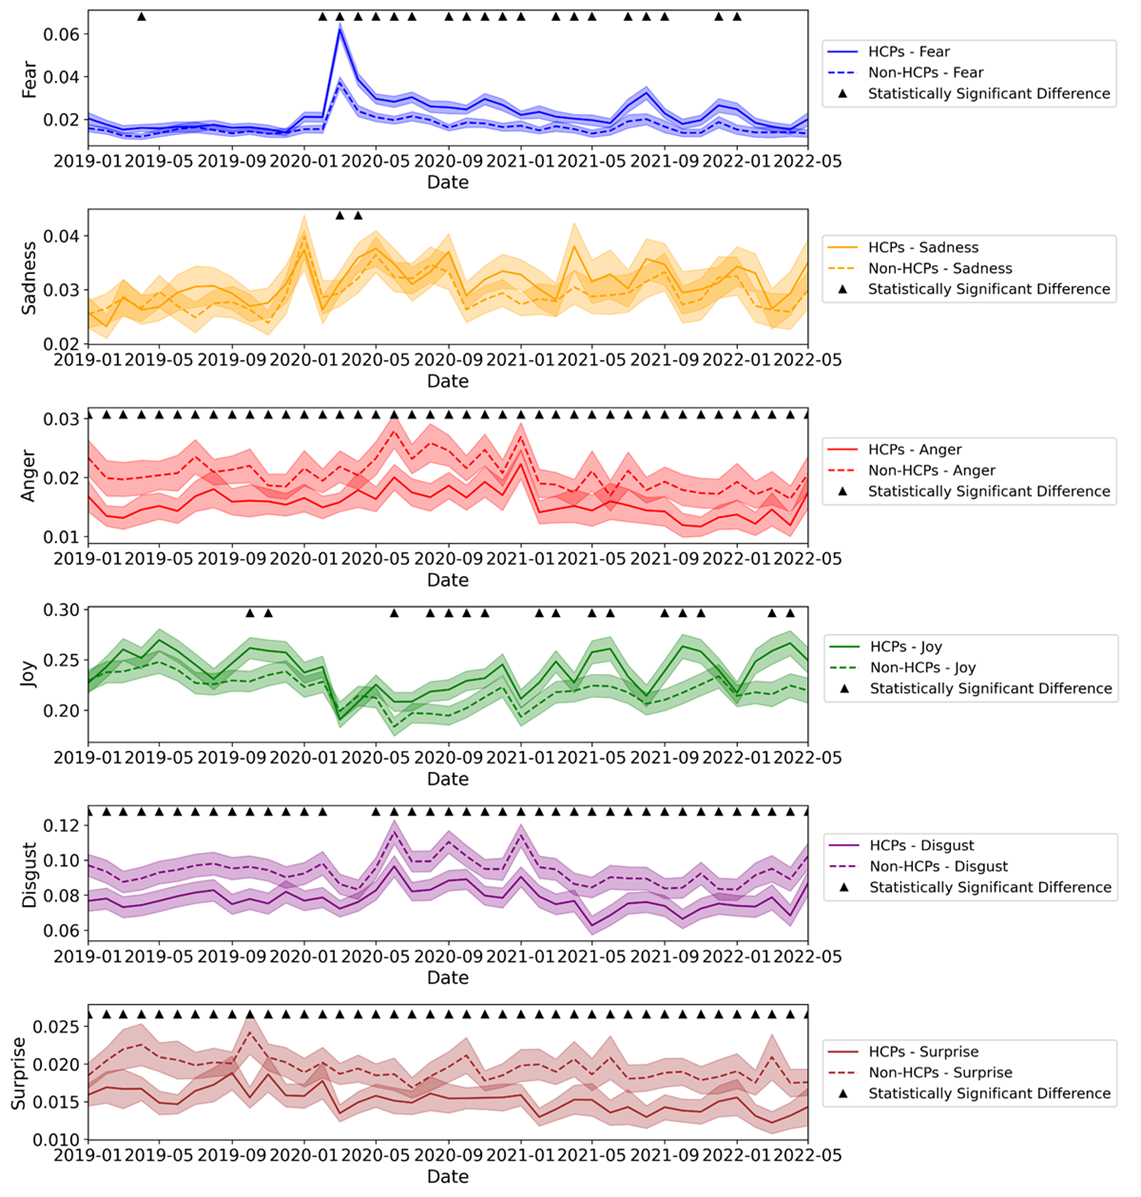 Fear
0.06
0.04
0.02
2019-01 2019-05 2019-09 2020-01 2020-05 2020-09 2021-01 2021-05 2021-09 2022-01 2022-05
Date
HCPs - Fear
Non-HCPs - Fear
Statistically Significant Difference
Sadness
0.04
0.03
0.02
2019-01 2019-05 2019-09 2020-01 2020-05 2020-09 2021-01 2021-05 2021-09 2022-01 2022-05
Date
HCPs - Sadness
Non-HCPs - Sadness
Statistically Significant Difference
Anger
0.03
0.02
0.01
2019-01 2019-05 2019-09 2020-01 2020-05 2020-09 2021-01 2021-05 2021-09 2022-01 2022-05
Date
HCPs - Anger
Non-HCPs - Anger
Statistically Significant Difference
Joy
0.30
0.25
0.20
2019-01 2019-05 2019-09 2020-01 2020-05 2020-09 2021-01 2021-05 2021-09 2022-01 2022-05
Date
HCPs - Joy
Non-HCPs - Joy
Statistically Significant Difference
Disgust
0.12
0.10
0.08
0.06
2019-01 2019-05 2019-09 2020-01 2020-05 2020-09 2021-01 2021-05 2021-09 2022-01 2022-05
Date
HCPs - Disgust
Non-HCPs - Disgust
Statistically Significant Difference
Surprise
0.025
0.020
0.015
0.010
2019-01 2019-05 2019-09 2020-01 2020-05 2020-09 2021-01 2021-05 2021-09 2022-01 2022-05
Date
HCPs - Surprise
Non-HCPs - Surprise
Statistically Significant Difference